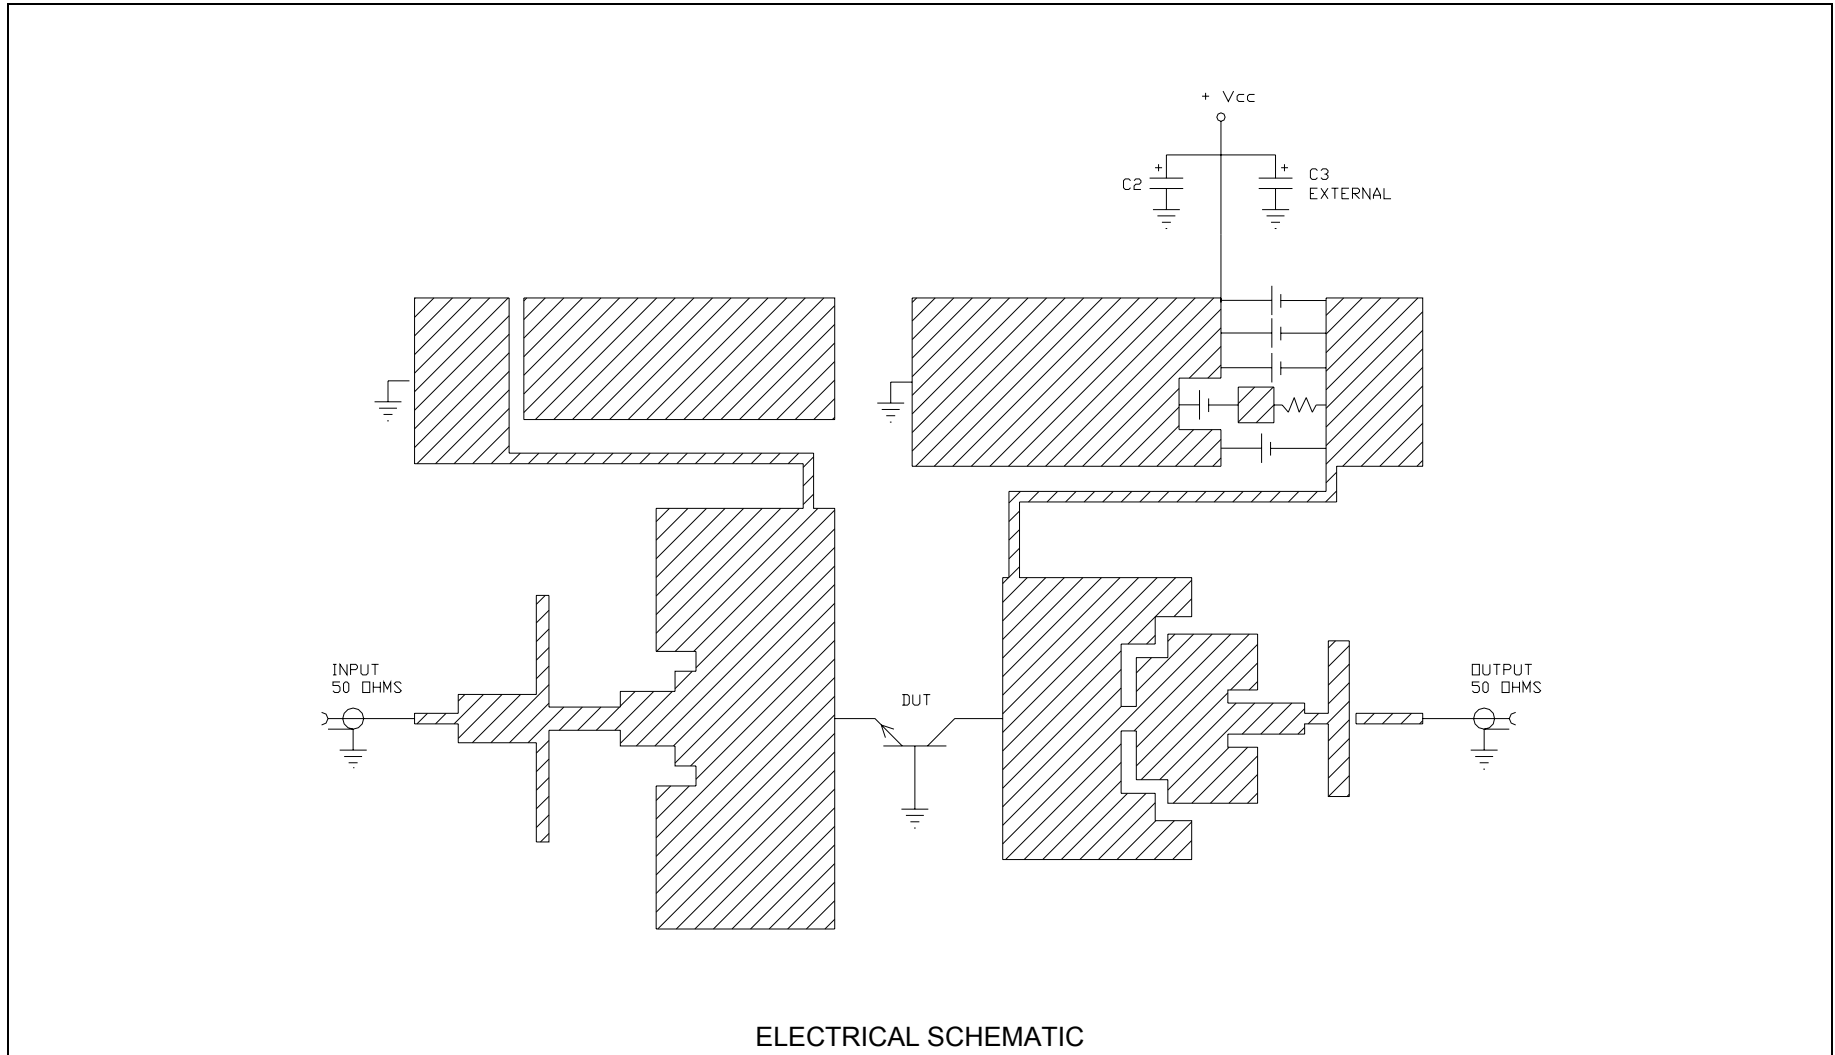 + Vcc
+
+
C2
C3
EXTERNAL
INPUT
50 OHMS
DUT
OUTPUT
50 OHMS
ELECTRICAL SCHEMATIC